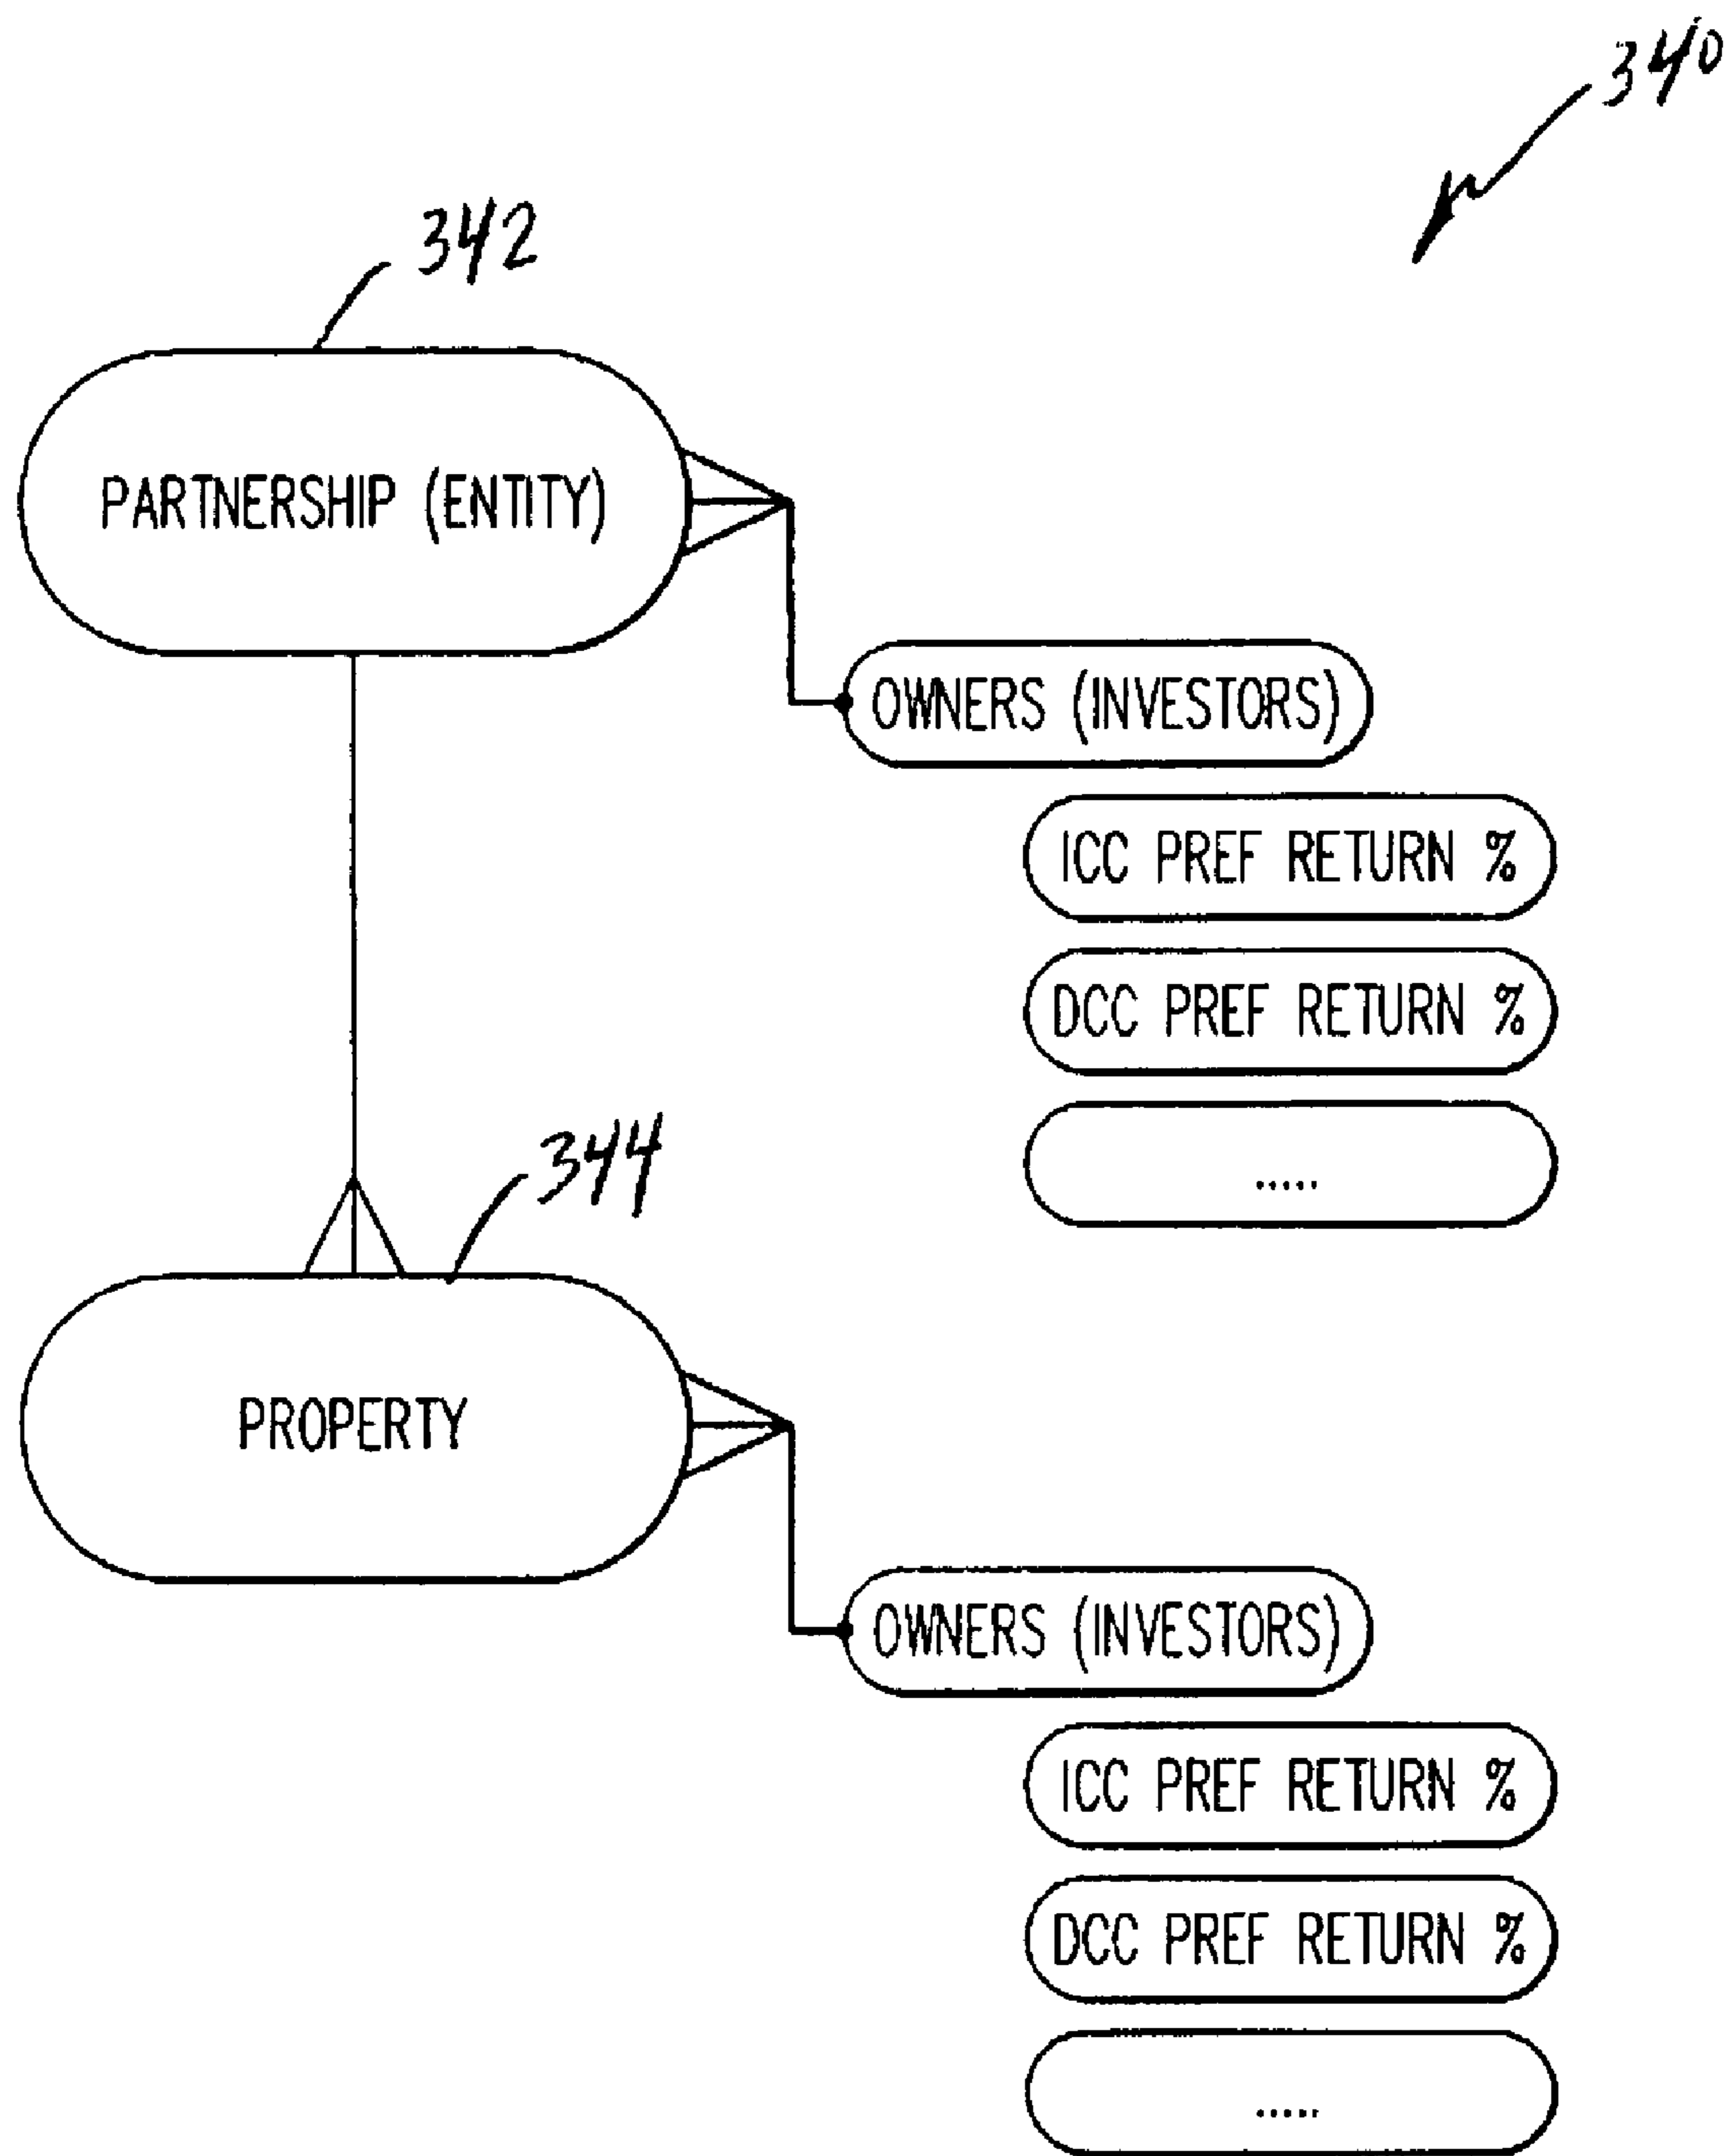 340
342
PARTNERSHIP (ENTITY)
OWNERS (INVESTORS)
ICC PREF RETURN %
DCC PREF RETURN %
.....
344
PROPERTY
OWNERS (INVESTORS)
ICC PREF RETURN %
DCC PREF RETURN %
.....